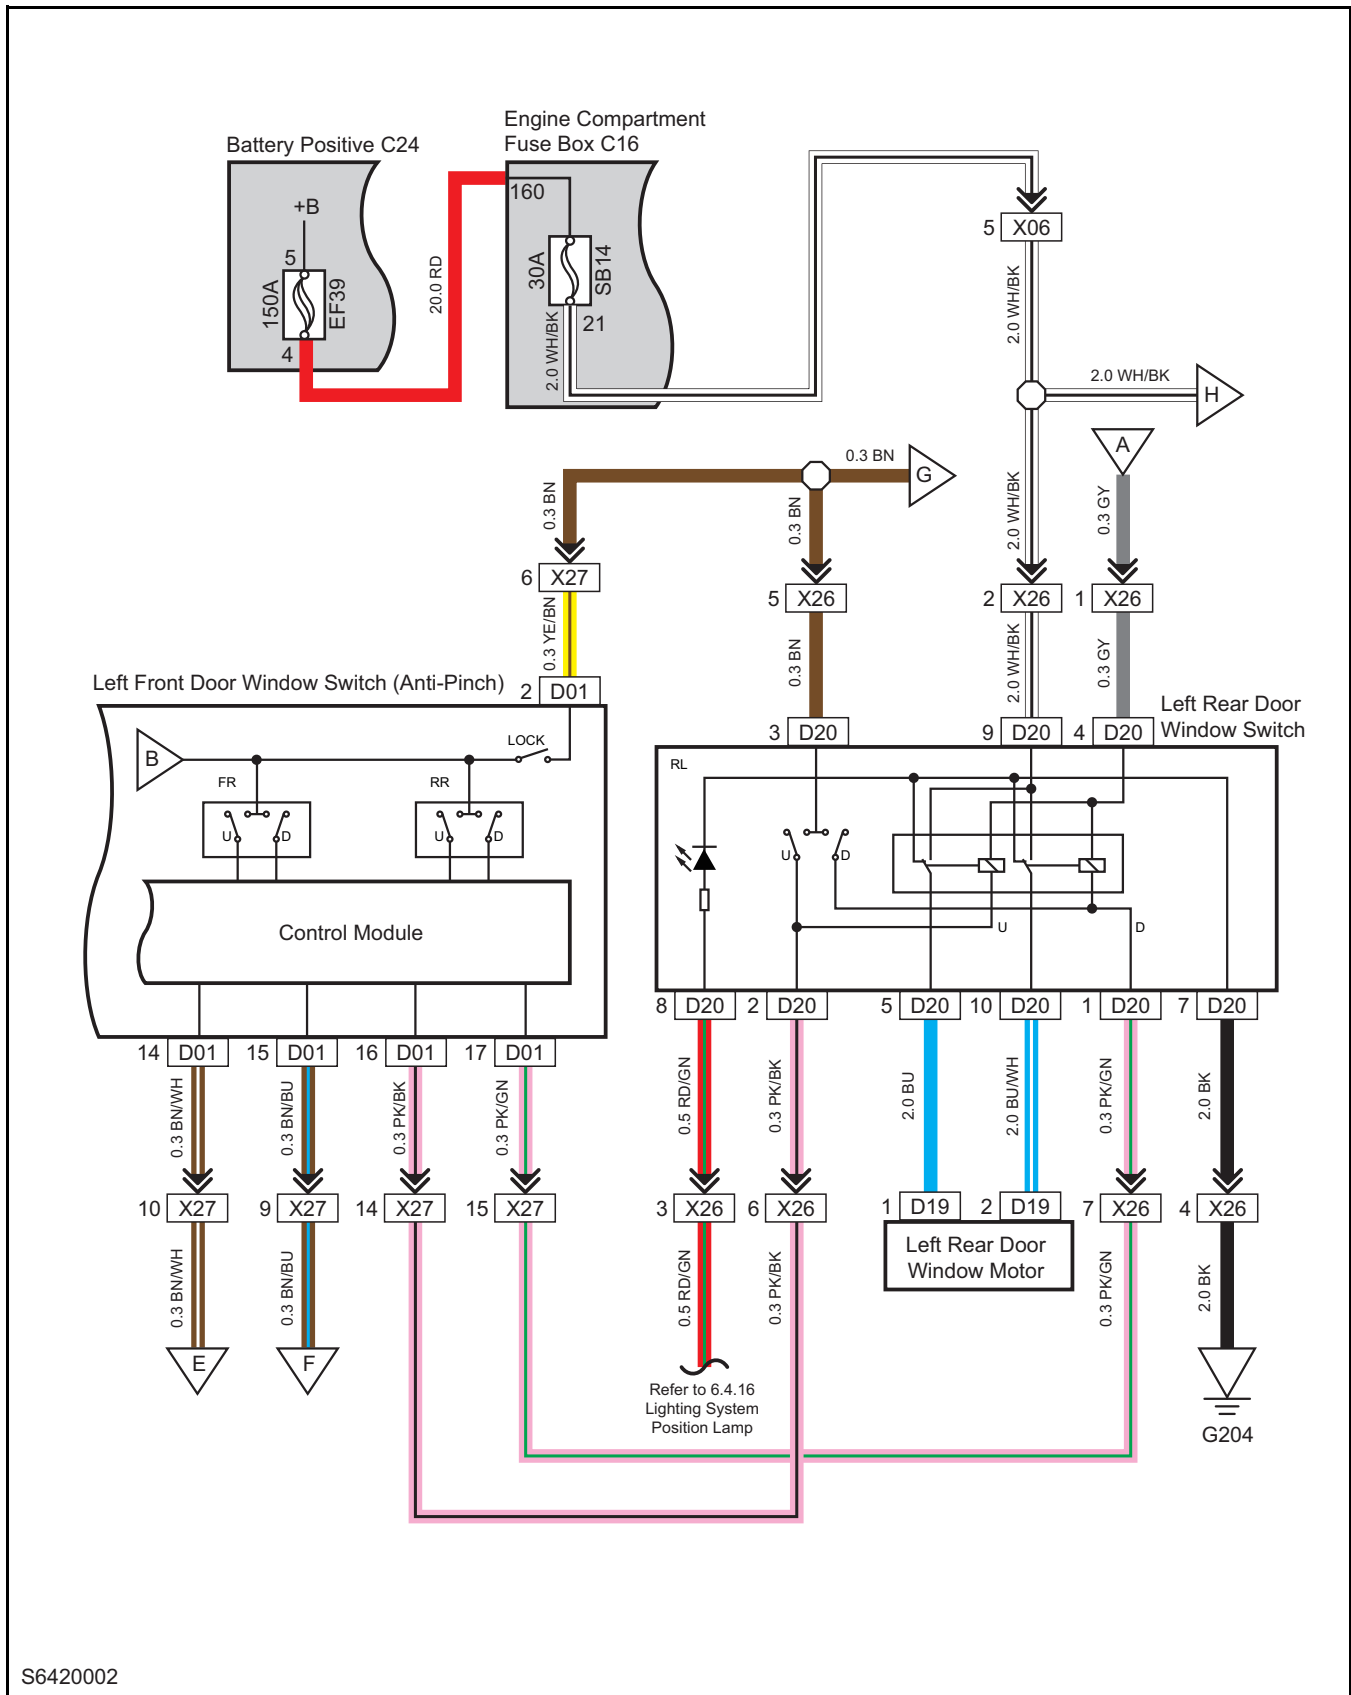 Engine Compartment
Fuse Box C16
Battery Positive C24
+B
5
150A
EF39
4
20.0 RD
160
30A
SB14
21
2.0 WH/BK
5 X06
2.0 WH/BK
2.0 WH/BK
H
A
0.3 BN
G
0.3 BN
0.3 BN
2.0 WH/BK
0.3 GY
6 X27
5 X26
2 X26
1 X26
0.3 YE/BN
0.3 BN
2.0 WH/BK
0.3 GY
Left Front Door Window Switch (Anti-Pinch)
2 D01
Left Rear Door
Window Switch
3 D20
9 D20
4 D20
B
LOCK
FR
RR
U
D
U
D
Control Module
RL
U
D
U
D
14 D01
15 D01
16 D01
17 D01
8 D20
2 D20
5 D20
10 D20
1 D20
7 D20
0.3 BN/WH
0.3 BN/BU
0.3 PK/BK
0.3 PK/GN
0.5 RD/GN
0.3 PK/BK
2.0 BU
2.0 BU/WH
0.3 PK/GN
2.0 BK
10 X27
9 X27
14 X27
15 X27
3 X26
6 X26
1 D19
2 D19
7 X26
4 X26
Left Rear Door
Window Motor
0.3 BN/WH
0.3 BN/BU
0.5 RD/GN
0.3 PK/BK
0.3 PK/GN
2.0 BK
E
F
Refer to 6.4.16
Lighting System
Position Lamp
G204
S6420002